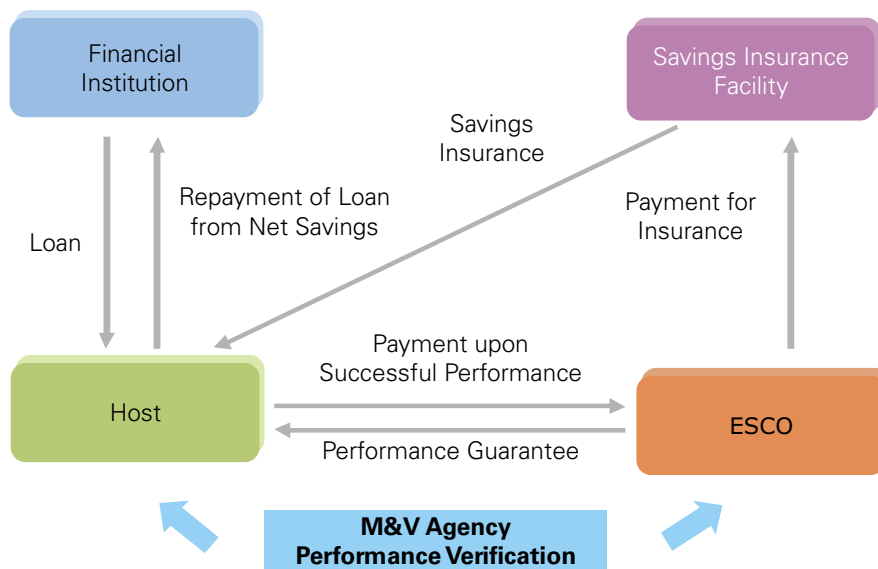 Financial
Institution
Savings Insurance
Facility
Savings
Insurance
Repayment of Loan
from Net Savings
Payment for
Insurance
Loan
Payment upon
Successful Performance
Host
ESCO
Performance Guarantee
M&V Agency
Performance Verification